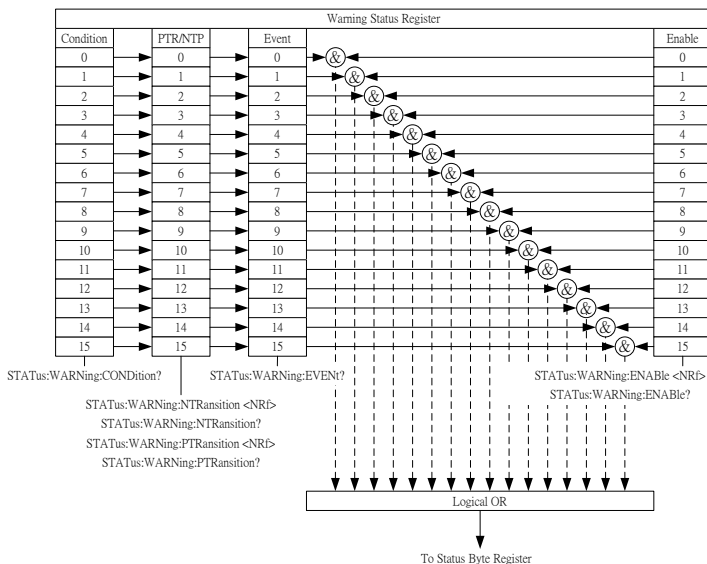 Warning Status Register
Condition PTR/NTP Event Enable
0 0 0 & 0
1 1 1 & 1
2 2 2 & 2
3 3 3 & 3
4 4 4 & 4
5 5 5 & 5
6 6 6 & 6
7 7 7 & 7
8 8 8 & 8
9 9 9 & 9
10 10 10 & 10
11 11 11 & 11
12 12 12 & 12
13 13 13 & 13
14 14 14 & 14
15 15 15 & 15
STATus:WARNing:CONDition? STATus:WARNing:EVENt? STATus:WARNing:ENABle <NRf>
STATus:WARNing:ENABle?
STATus:WARNing:NTRansition <NRf>
STATus:WARNing:NTRansition?
STATus:WARNing:PTRansition <NRf>
STATus:WARNing:PTRansition?
Logical OR
To Status Byte Register